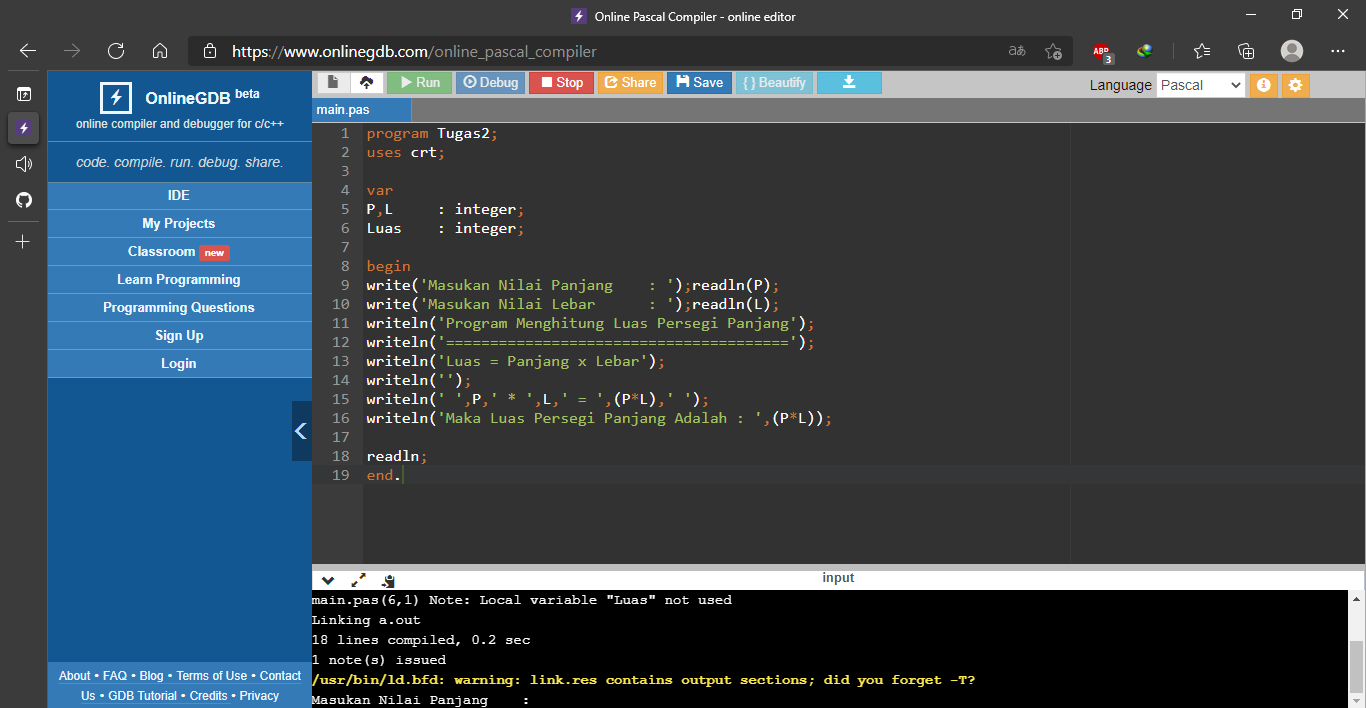 Online Pascal Compiler - online editor
https://www.onlinegdb.com/online_pascal_compiler
aあ
ABP
3
OnlineGDB beta
online compiler and debugger for c/c++
code. compile. run. debug. share.
IDE
My Projects
Classroom new
Learn Programming
Programming Questions
Sign Up
Login
About • FAQ • Blog • Terms of Use • Contact
Us • GDB Tutorial • Credits • Privacy
Run Debug Stop Share Save {} Beautify
Language Pascal
main.pas
1 program Tugas2;
2 uses crt;
3
4 var
5 P,L     : integer;
6 Luas    : integer;
7
8 begin
9 write('Masukan Nilai Panjang    : ');readln(P);
10 write('Masukan Nilai Lebar      : ');readln(L);
11 writeln('Program Menghitung Luas Persegi Panjang');
12 writeln('=======================================');
13 writeln('Luas = Panjang x Lebar');
14 writeln('');
15 writeln(' ',P,' * ',L,' = ',(P*L),' ');
16 writeln('Maka Luas Persegi Panjang Adalah : ',(P*L));
17
18 readln;
19 end.
input
main.pas(6,1) Note: Local variable "Luas" not used
Linking a.out
18 lines compiled, 0.2 sec
1 note(s) issued
/usr/bin/ld.bfd: warning: link.res contains output sections; did you forget -T?
Masukan Nilai Panjang    :